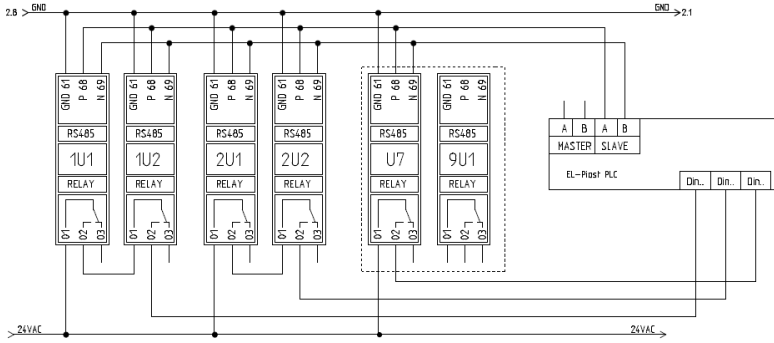 2.8 GND
GND 2.1
GND 61 P 68 N 69
GND 61 P 68 N 69
GND 61 P 68 N 69
GND 61 P 68 N 69
GND 61 P 68 N 69
GND 61 P 68 N 69
A B A B
RS485 RS485 RS485 RS485 RS485 RS485
MASTER SLAVE
1U1 1U2 2U1 2U2 U7 9U1
EL-Piast PLC
RELAY RELAY RELAY RELAY RELAY RELAY
Din.. Din.. Din..
01 02 03
01 02 03
01 02 03
01 02 03
01 02 03
01 02 03
24VAC
24VAC